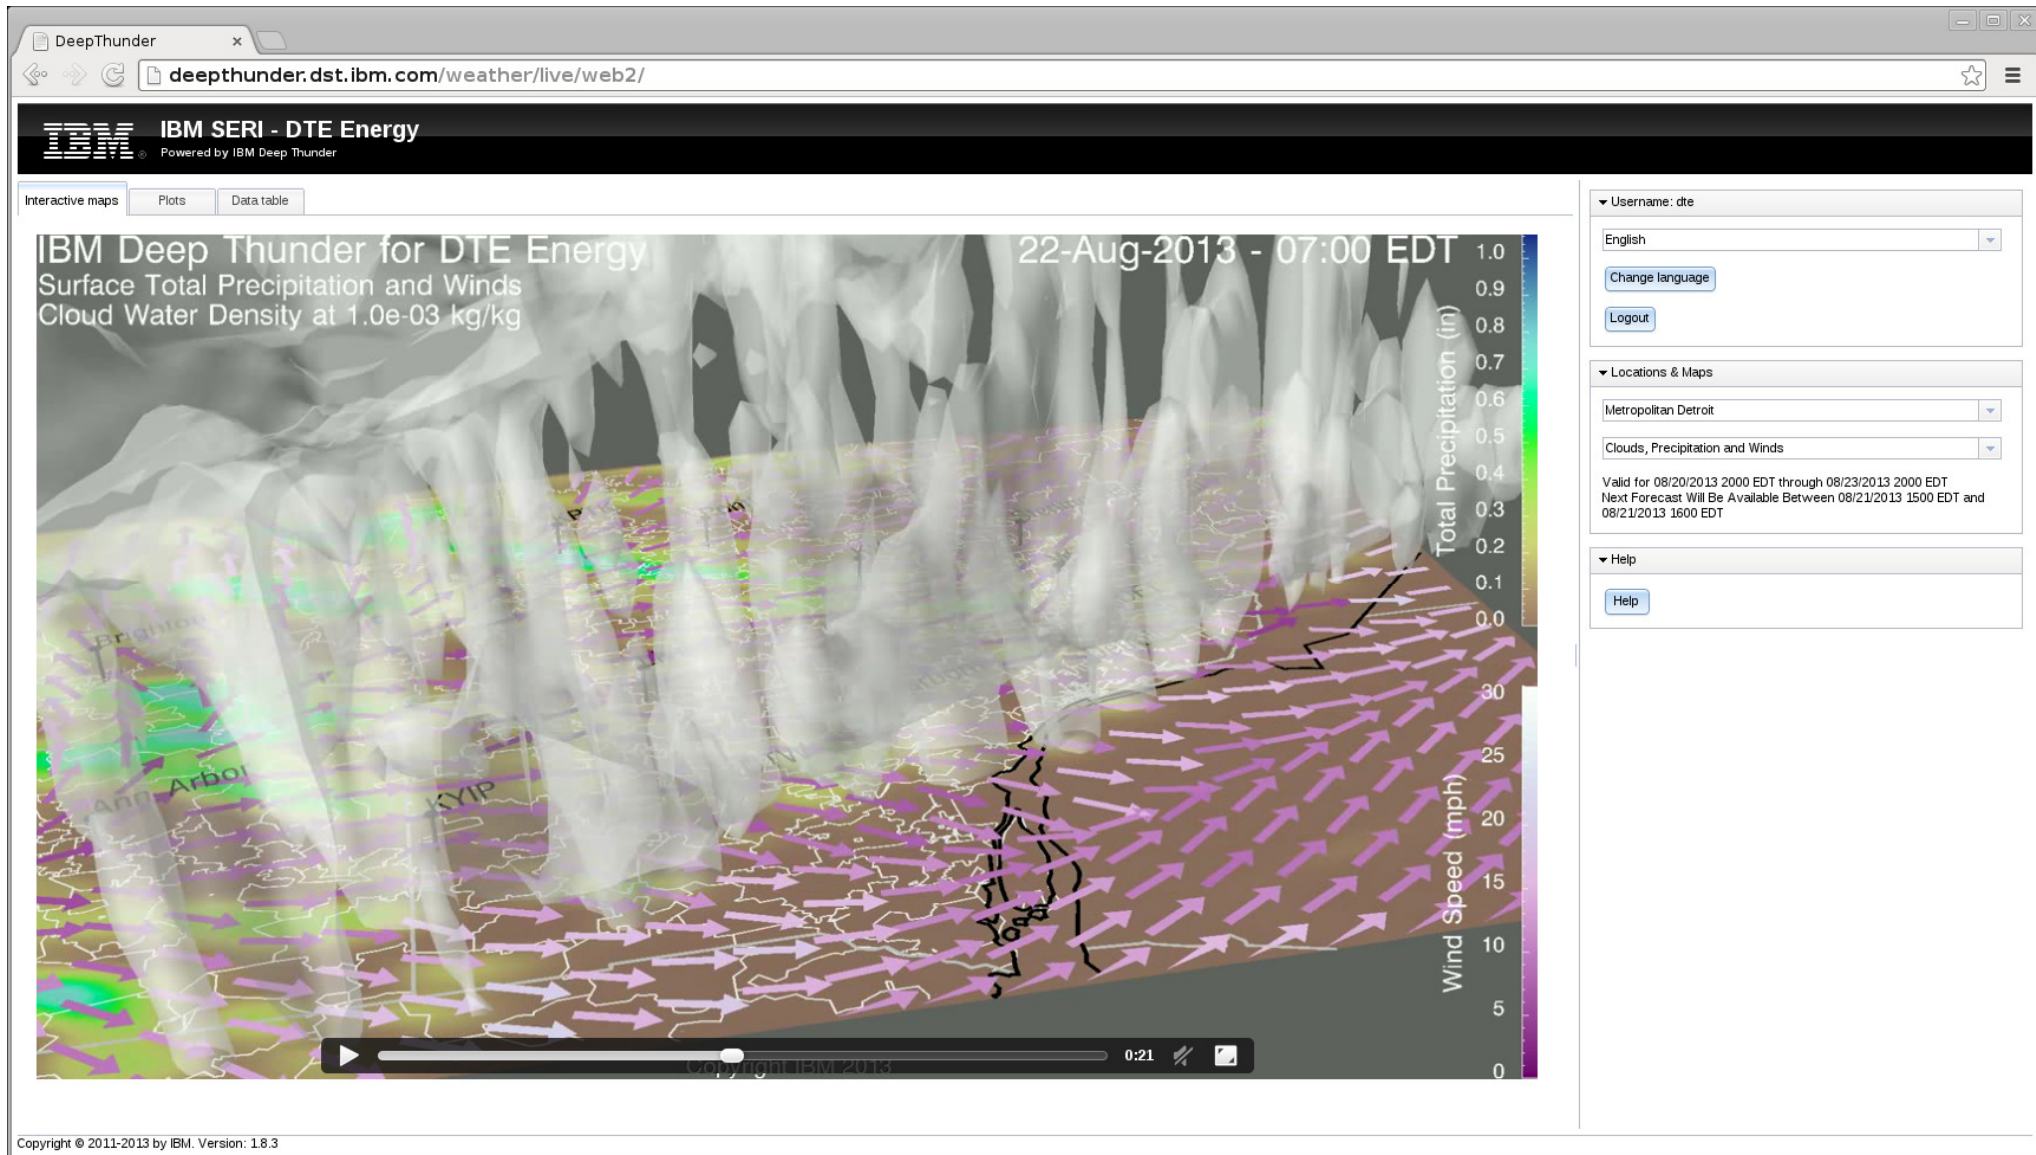 DeepThunder
deepthunder.dst.ibm.com/weather/live/web2/
IBM ®
IBM SERI - DTE Energy
Powered by IBM Deep Thunder
Interactive maps
Plots
Data table
IBM Deep Thunder for DTE Energy
22-Aug-2013 - 07:00 EDT
Surface Total Precipitation and Winds
Cloud Water Density at 1.0e-03 kg/kg
Total Precipitation (in)
1.0
0.9
0.8
0.7
0.6
0.5
0.4
0.3
0.2
0.1
0.0
Wind Speed (mph)
30
25
20
15
10
5
0
Brighton
Ann Arbor
KYIP
0:21
Copyright IBM 2013
Username: dte
English
Change language
Logout
Locations & Maps
Metropolitan Detroit
Clouds, Precipitation and Winds
Valid for 08/20/2013 2000 EDT through 08/23/2013 2000 EDT
Next Forecast Will Be Available Between 08/21/2013 1500 EDT and
08/21/2013 1600 EDT
Help
Help
Copyright © 2011-2013 by IBM. Version: 1.8.3